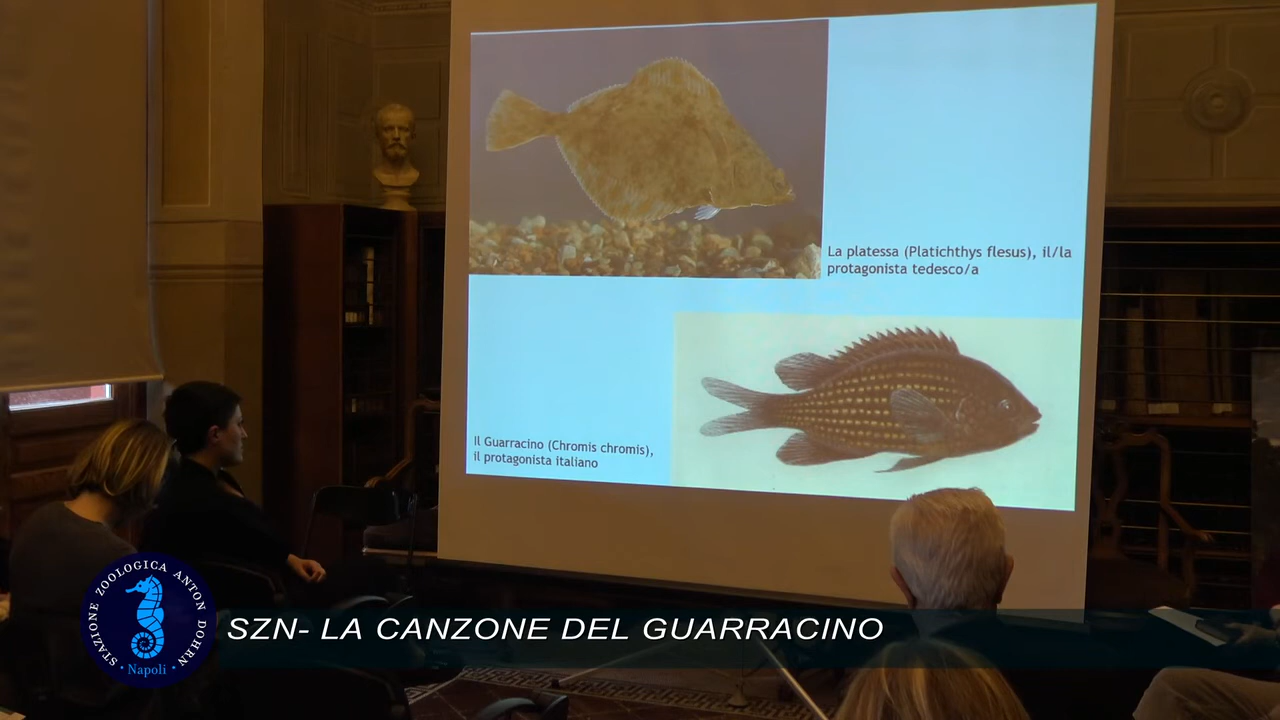 La platessa (Platichthys flesus), il/la
protagonista tedesco/a
Il Guarracino (Chromis chromis),
il protagonista italiano
STAZIONE ZOOLOGICA ANTON DOHRN
• Napoli •
SZN- LA CANZONE DEL GUARRACINO